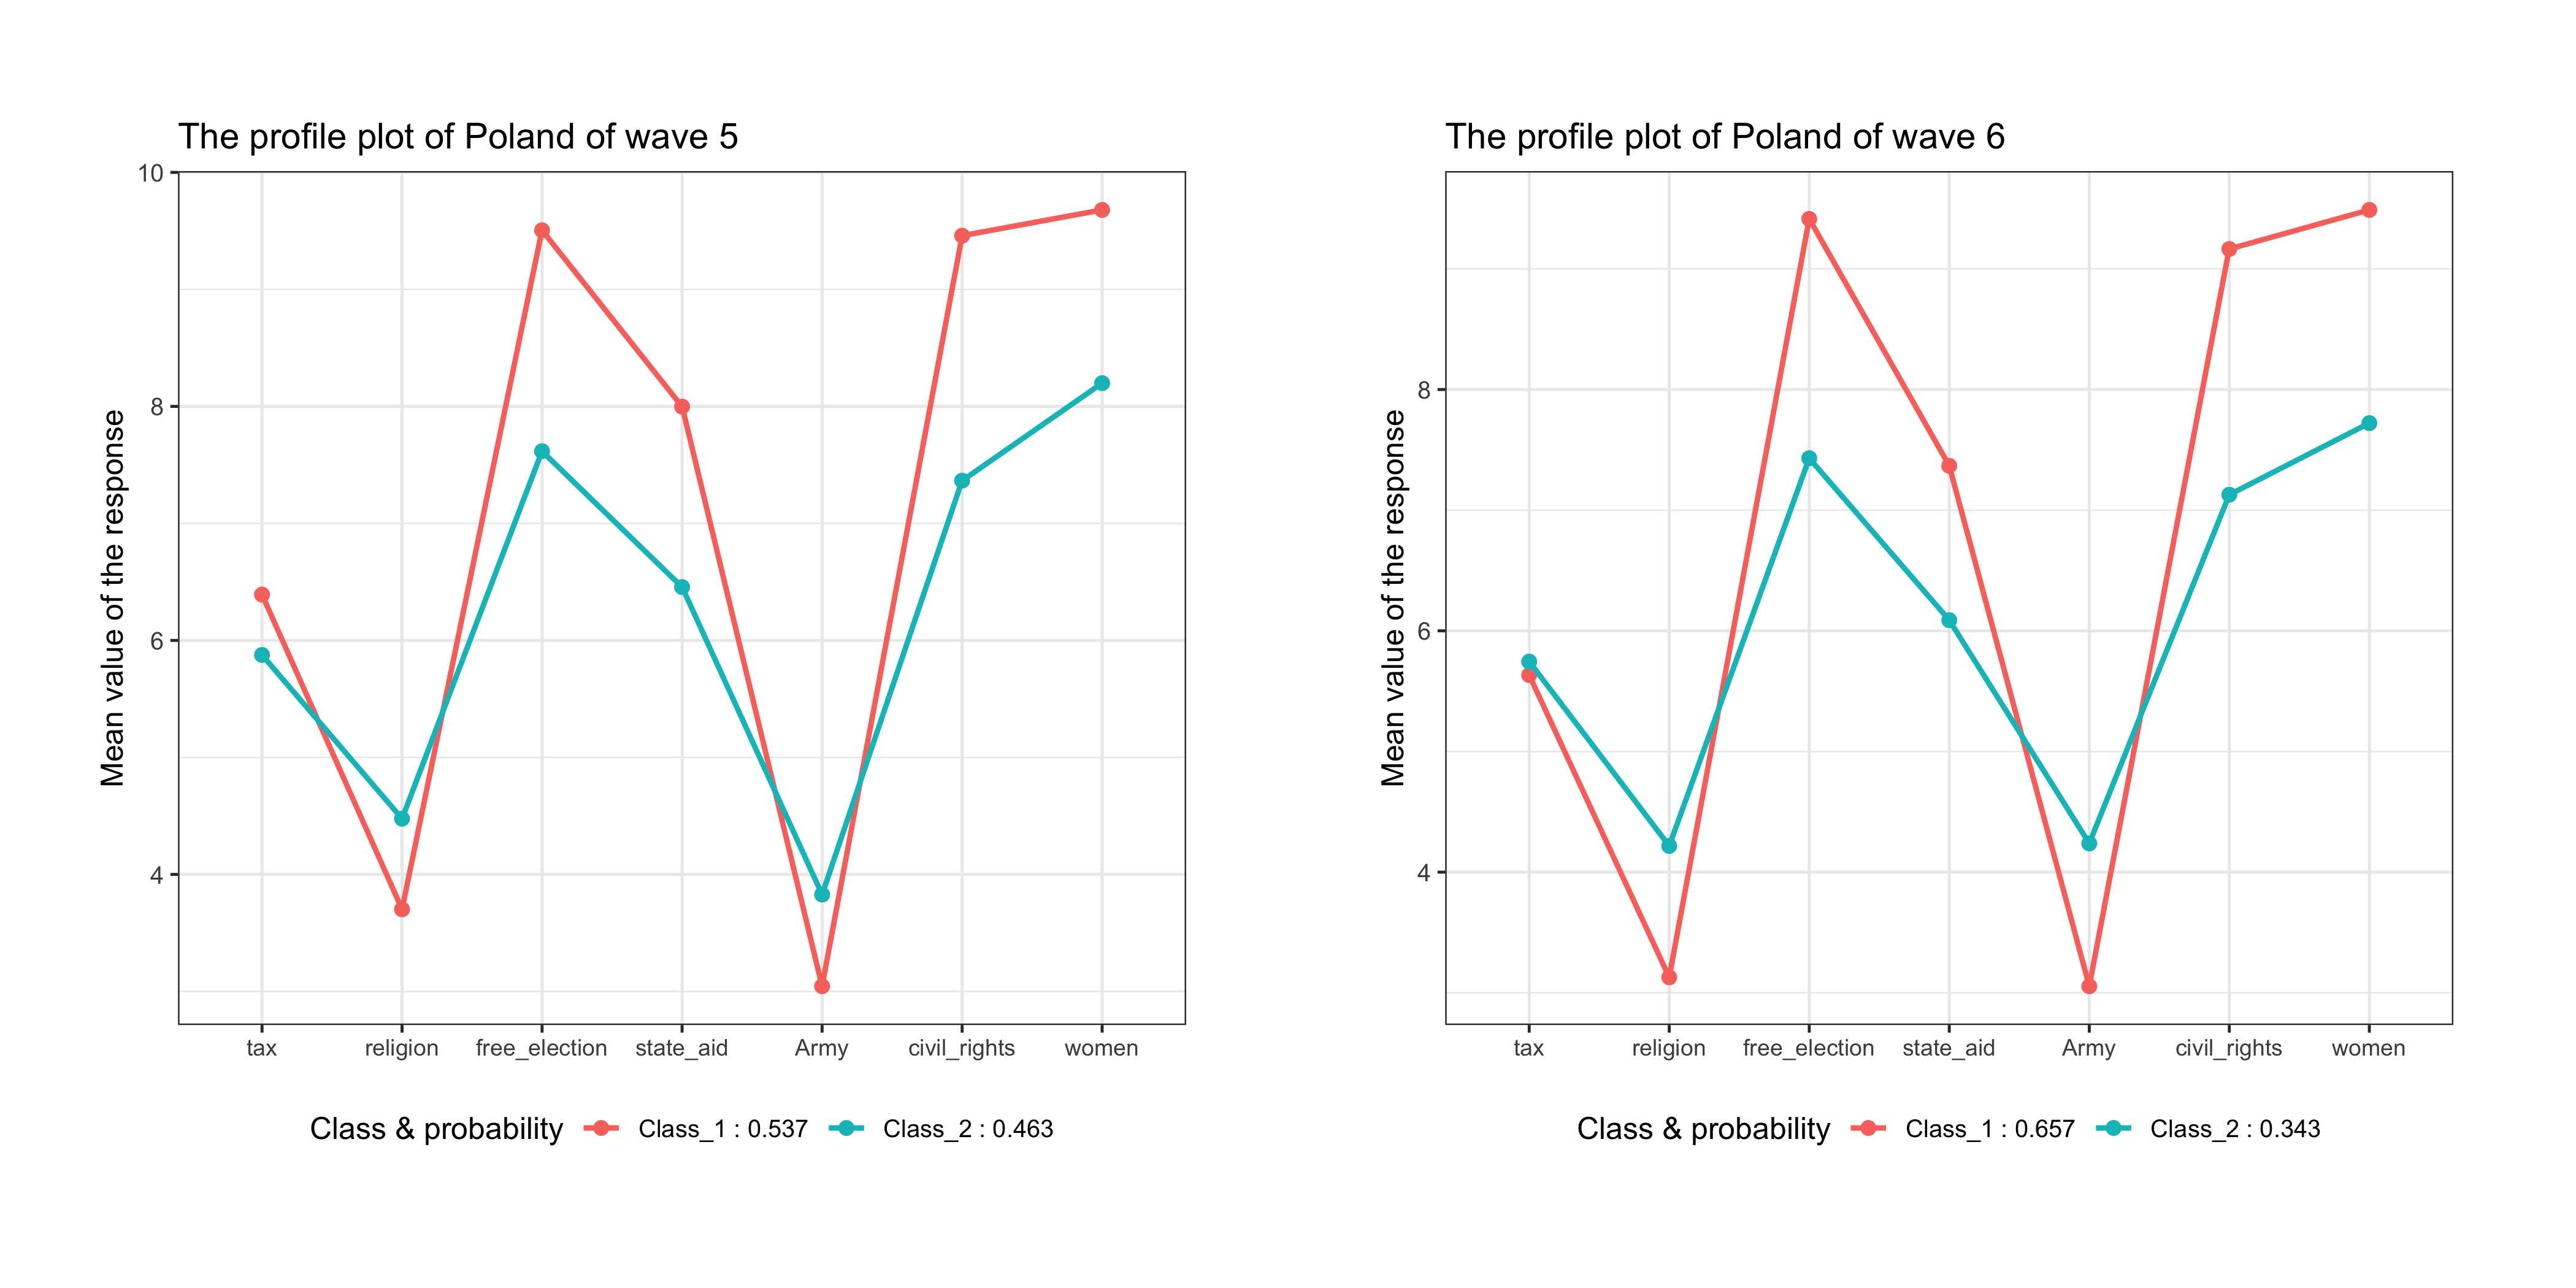 The profile plot of Poland of wave 5
10
8
6
4
Mean value of the response
tax religion free_election state_aid Army civil_rights women
Class & probability Class_1 : 0.537 Class_2 : 0.463
The profile plot of Poland of wave 6
8
6
4
Mean value of the response
tax religion free_election state_aid Army civil_rights women
Class & probability Class_1 : 0.657 Class_2 : 0.343